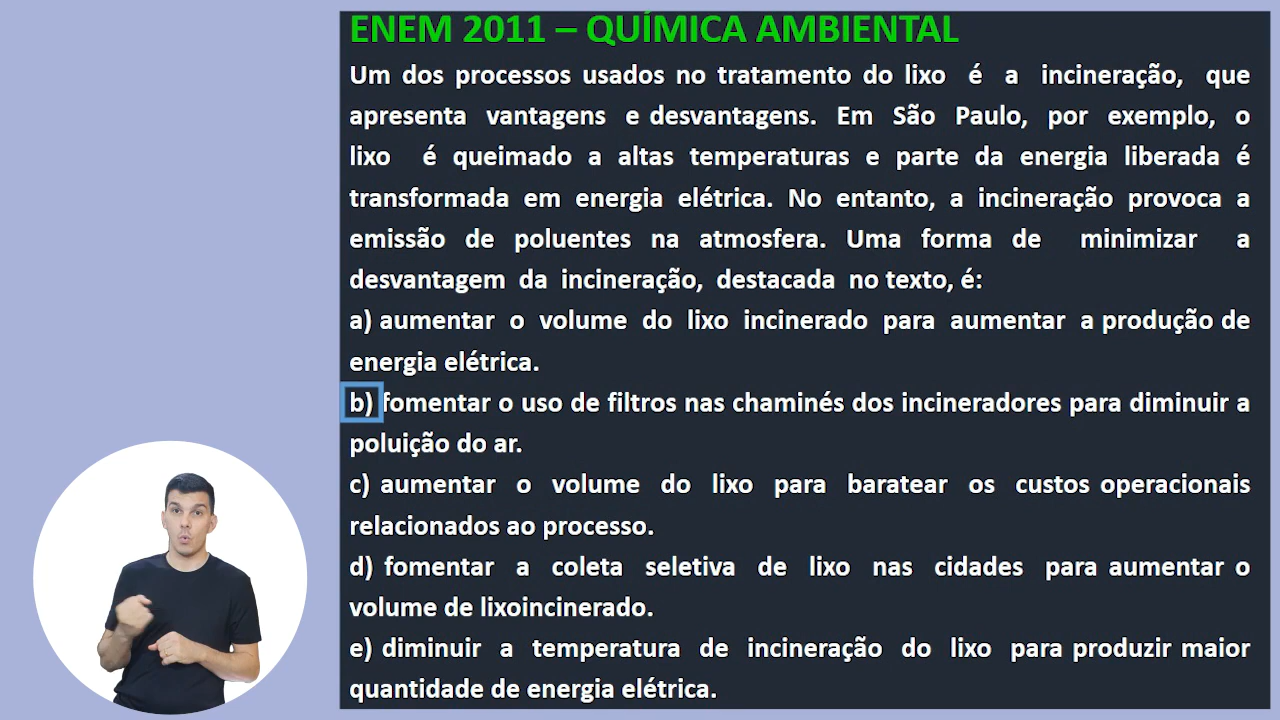 ENEM 2011 – QUÍMICA AMBIENTAL
Um dos processos usados no tratamento do lixo é a incineração, que
apresenta vantagens e desvantagens. Em São Paulo, por exemplo, o
lixo é queimado a altas temperaturas e parte da energia liberada é
transformada em energia elétrica. No entanto, a incineração provoca a
emissão de poluentes na atmosfera. Uma forma de minimizar a
desvantagem da incineração, destacada no texto, é:
a) aumentar o volume do lixo incinerado para aumentar a produção de
energia elétrica.
b) fomentar o uso de filtros nas chaminés dos incineradores para diminuir a
poluição do ar.
c) aumentar o volume do lixo para baratear os custos operacionais
relacionados ao processo.
d) fomentar a coleta seletiva de lixo nas cidades para aumentar o
volume de lixoincinerado.
e) diminuir a temperatura de incineração do lixo para produzir maior
quantidade de energia elétrica.